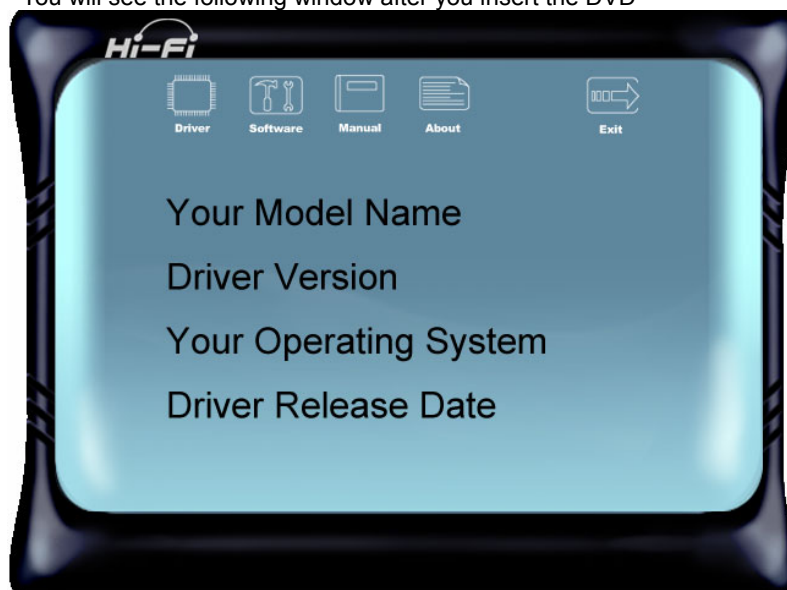 You will see the following window after you insert the DVD
Hi-Fi
Driver Software Manual About Exit
Your Model Name
Driver Version
Your Operating System
Driver Release Date